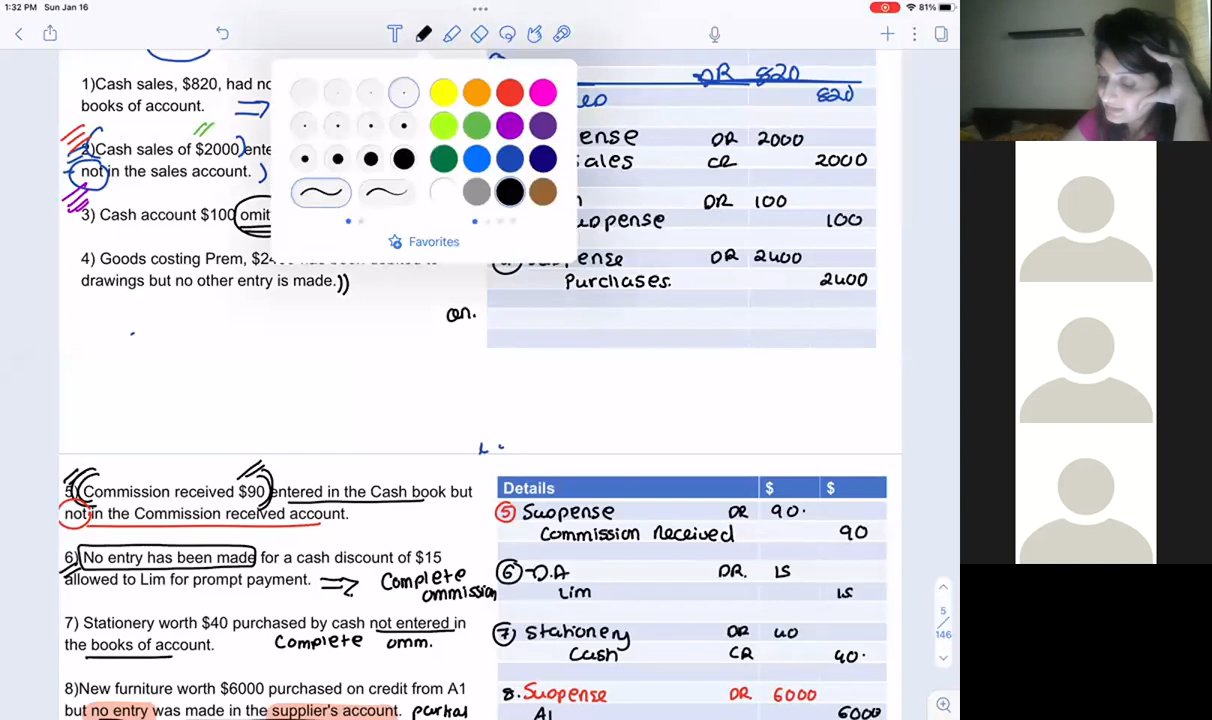 1:32 PM Sun Jan 16
81%
1)Cash sales, $820, had no
books of account.
DR 820
820
2)Cash sales of $2000 ente
not in the sales account.
ense DR 2000
sales CR 2000
3) Cash account $100 omit
DR 100
suspense 100
4) Goods costing Prem, $24
drawings but no other entry is made.))
DR 2400
Purchases. 2400
Favorites
5) Commission received $90 entered in the Cash book but
not in the Commission received account.
6) No entry has been made for a cash discount of $15
allowed to Lim for prompt payment.
Complete
ommission
7) Stationery worth $40 purchased by cash not entered in
the books of account.
Complete omm.
8)New furniture worth $6000 purchased on credit from A1
but no entry was made in the supplier's account. partial
Details $ $
5 Suspense DR 90.
Commission Received 90
6 D.A DR. 15
Lim 15
7 Stationery DR 40
Cash CR 40.
8. Suspense DR 6000
A1 6000
5
146